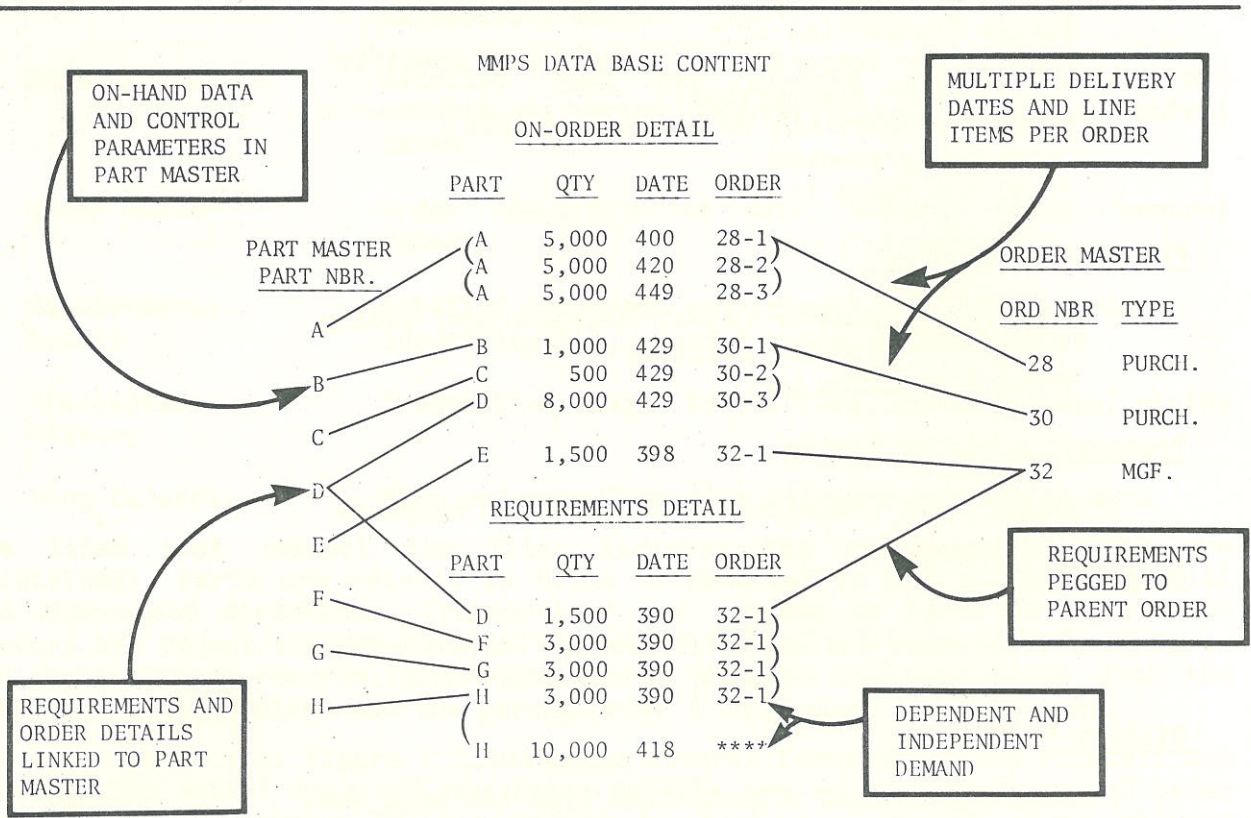 MMPS DATA BASE CONTENT
ON-HAND DATA
AND CONTROL
PARAMETERS IN
PART MASTER
MULTIPLE DELIVERY
DATES AND LINE
ITEMS PER ORDER
ON-ORDER DETAIL
PART QTY DATE ORDER
A 5,000 400 28-1
A 5,000 420 28-2
A 5,000 449 28-3
B 1,000 429 30-1
C 500 429 30-2
D 8,000 429 30-3
E 1,500 398 32-1
PART MASTER
PART NBR.
A
B
C
D
E
F
G
H
ORDER MASTER
ORD NBR TYPE
28 PURCH.
30 PURCH.
32 MGF.
REQUIREMENTS DETAIL
PART QTY DATE ORDER
D 1,500 390 32-1
F 3,000 390 32-1
G 3,000 390 32-1
H 3,000 390 32-1
H 10,000 418 ****
REQUIREMENTS
PEGGED TO
PARENT ORDER
REQUIREMENTS AND
ORDER DETAILS
LINKED TO PART
MASTER
DEPENDENT AND
INDEPENDENT
DEMAND